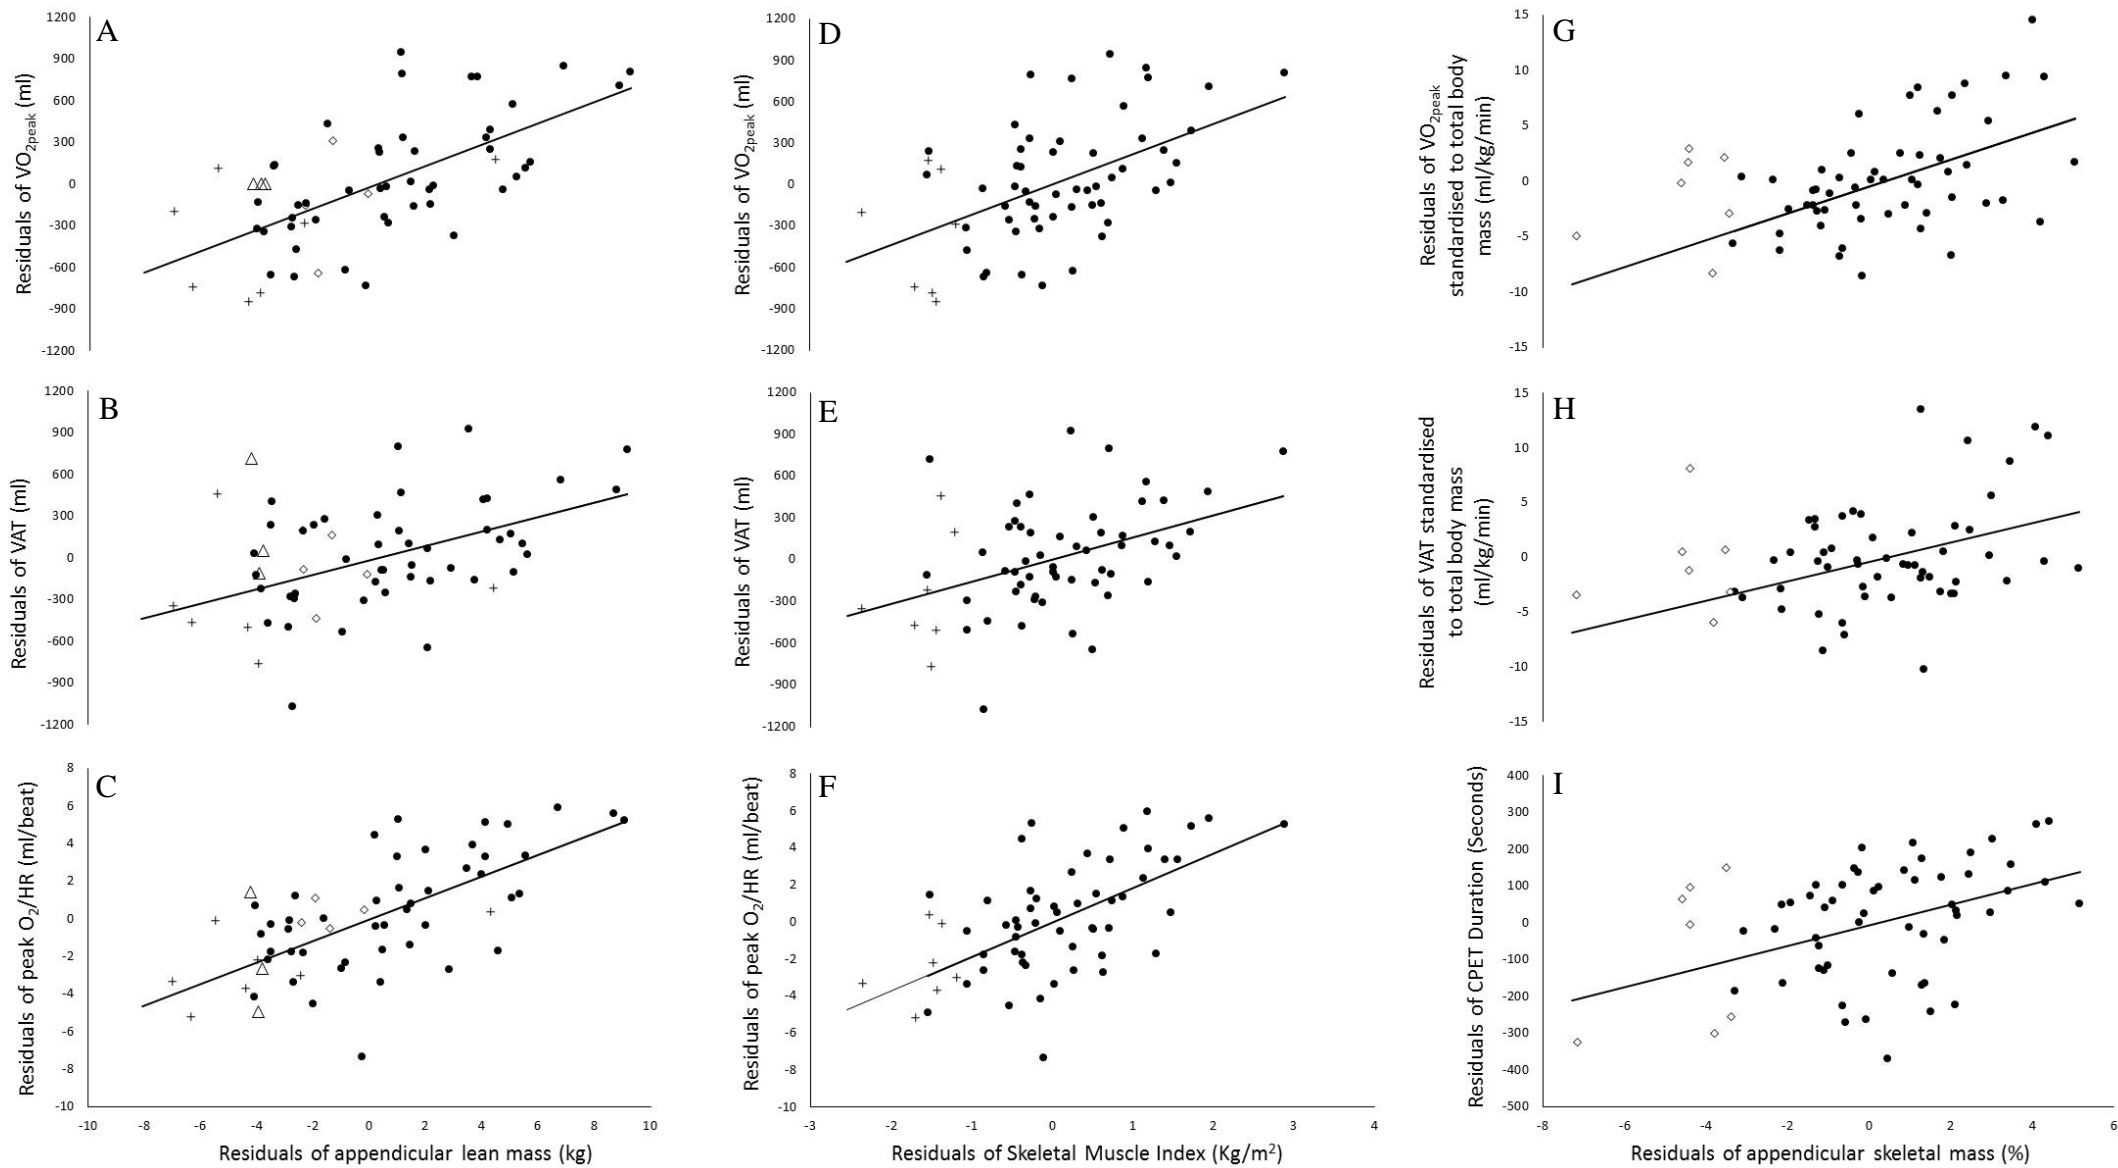 A
Residuals of VO2peak (ml)
1200
900
600
300
0
-300
-600
-900
-1200
D
Residuals of VO2peak (ml)
1200
900
600
300
0
-300
-600
-900
-1200
G
Residuals of VO2peak
standardised to total body
mass (ml/kg/min)
15
10
5
0
-5
-10
-15
B
Residuals of VAT (ml)
1200
900
600
300
0
-300
-600
-900
-1200
E
Residuals of VAT (ml)
1200
900
600
300
0
-300
-600
-900
-1200
H
Residuals of VAT standardised
to total body mass
(ml/kg/min)
15
10
5
0
-5
-10
-15
C
Residuals of peak O2/HR (ml/beat)
8
6
4
2
0
-2
-4
-6
-8
-10
-10 -8 -6 -4 -2 0 2 4 6 8 10
Residuals of appendicular lean mass (kg)
F
Residuals of peak O2/HR (ml/beat)
8
6
4
2
0
-2
-4
-6
-8
-10
-3 -2 -1 0 1 2 3 4
Residuals of Skeletal Muscle Index (Kg/m²)
I
Residuals of CPET Duration (Seconds)
400
300
200
100
0
-100
-200
-300
-400
-500
-8 -6 -4 -2 0 2 4 6
Residuals of appendicular skeletal mass (%)